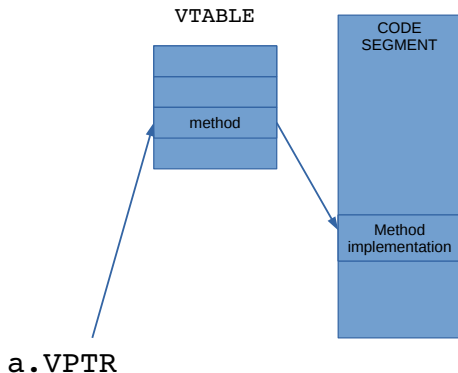 VTABLE
CODE
SEGMENT
method
Method
implementation
a.VPTR